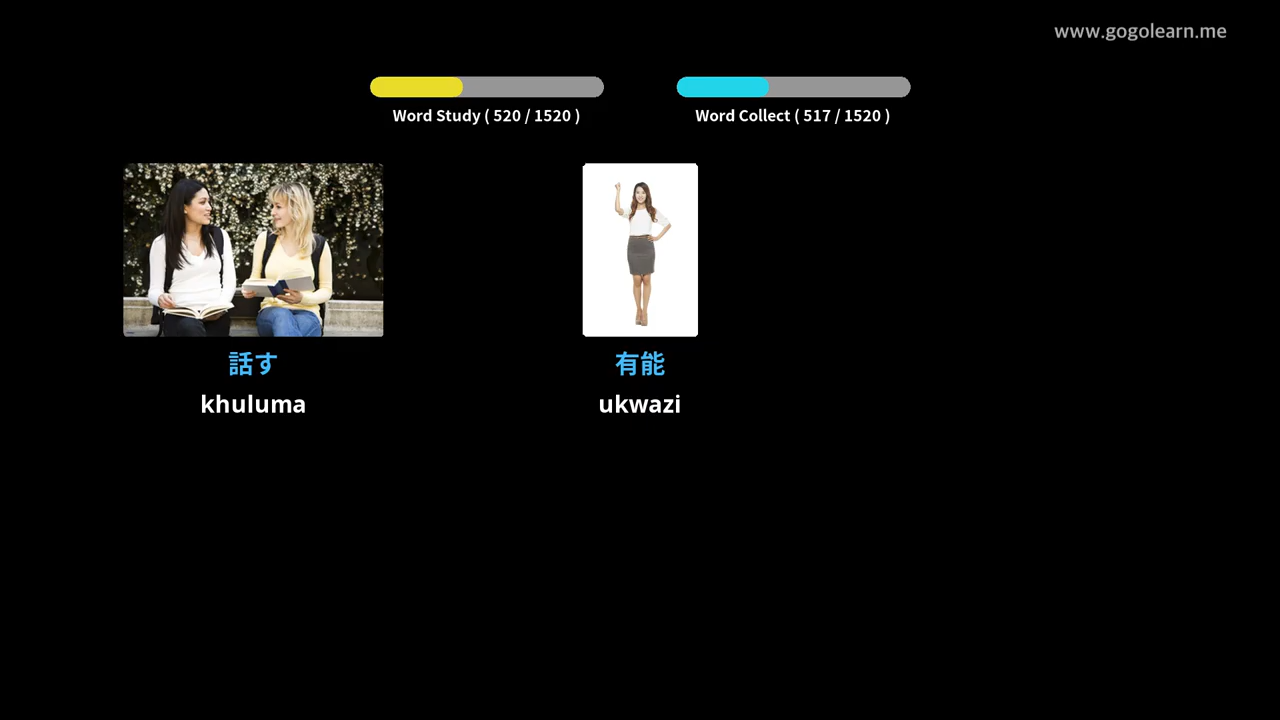 www.gogolearn.me
Word Study ( 520 / 1520 )
Word Collect ( 517 / 1520 )
話す
有能
khuluma
ukwazi